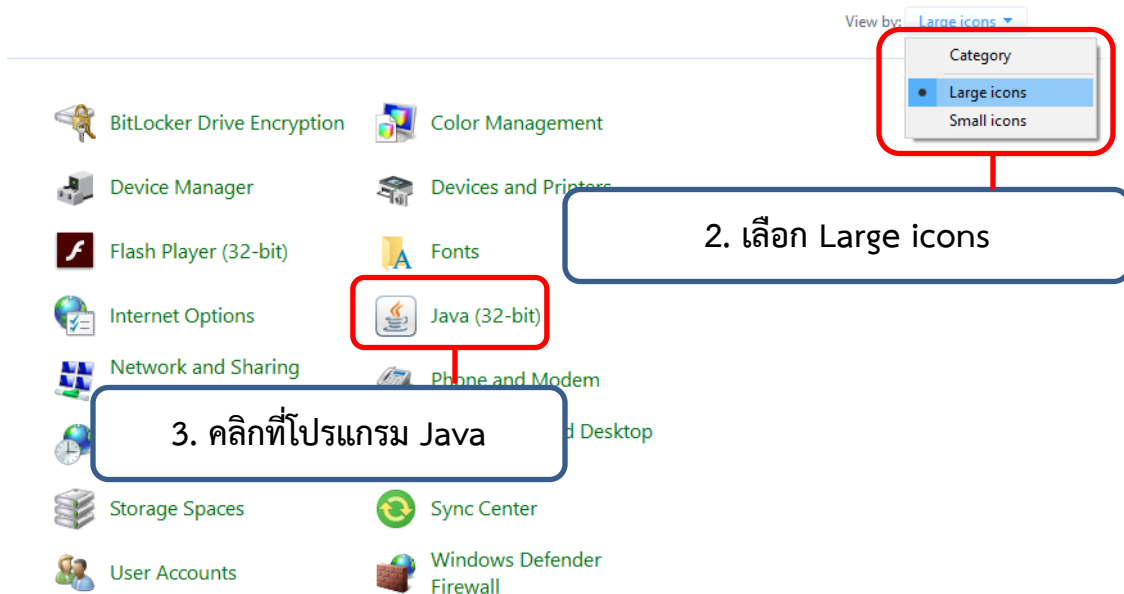 View by: Large icons
Category
Large icons
Small icons
BitLocker Drive Encryption
Color Management
Device Manager
Devices and Printers
2. เลือก Large icons
Flash Player (32-bit)
Fonts
Internet Options
Java (32-bit)
Network and Sharing
Phone and Modem
3. คลิกที่โปรแกรม Java
d Desktop
Storage Spaces
Sync Center
User Accounts
Windows Defender
Firewall